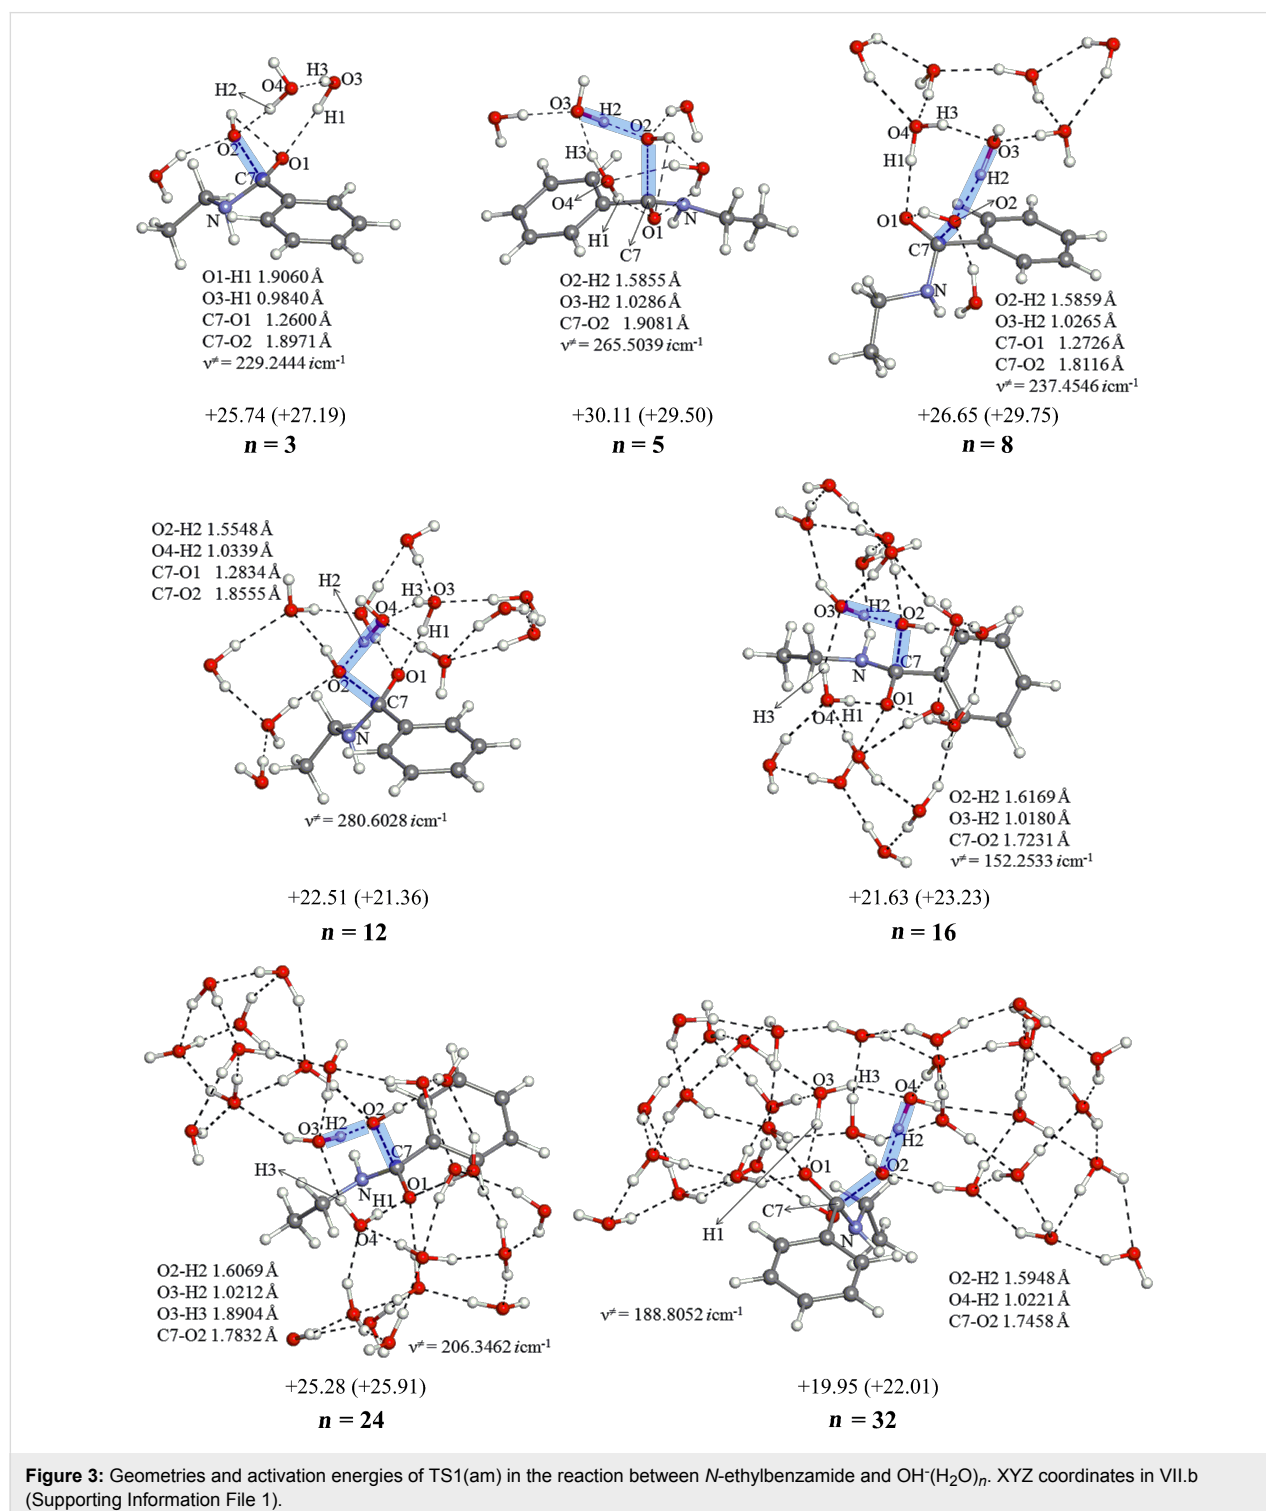 H2
O4
H3
O3
H1
O2
O1
C7
N
O1-H1 1.9060 Å
O3-H1 0.9840 Å
C7-O1 1.2600 Å
C7-O2 1.8971 Å
ν≠ = 229.2444 icm-1
+25.74 (+27.19)
n = 3
O3
H2
O2
H3
O4
H1
O1
N
C7
O2-H2 1.5855 Å
O3-H2 1.0286 Å
C7-O2 1.9081 Å
ν≠ = 265.5039 icm-1
+30.11 (+29.50)
n = 5
O4
H3
O3
H1
H2
O2
O1
C7
N
O2-H2 1.5859 Å
O3-H2 1.0265 Å
C7-O1 1.2726 Å
C7-O2 1.8116 Å
ν≠ = 237.4546 icm-1
+26.65 (+29.75)
n = 8
O2-H2 1.5548 Å
O4-H2 1.0339 Å
C7-O1 1.2834 Å
C7-O2 1.8555 Å
H2
H3
O3
O4
H1
O1
O2
C7
N
ν≠ = 280.6028 icm-1
+22.51 (+21.36)
n = 12
O3
H2
O2
C7
N
O1
H3
O4
H1
O2-H2 1.6169 Å
O3-H2 1.0180 Å
C7-O2 1.7231 Å
ν≠ = 152.2533 icm-1
+21.63 (+23.23)
n = 16
O2
O3
H2
C7
H3
N
H1
O1
O4
O2-H2 1.6069 Å
O3-H2 1.0212 Å
O3-H3 1.8904 Å
C7-O2 1.7832 Å
ν≠ = 206.3462 icm-1
+25.28 (+25.91)
n = 24
O3
H3
O4
H2
O1
O2
C7
H1
N
ν≠ = 188.8052 icm-1
O2-H2 1.5948 Å
O4-H2 1.0221 Å
C7-O2 1.7458 Å
+19.95 (+22.01)
n = 32
Figure 3: Geometries and activation energies of TS1(am) in the reaction between N-ethylbenzamide and OH-(H2O)n. XYZ coordinates in VII.b
(Supporting Information File 1).